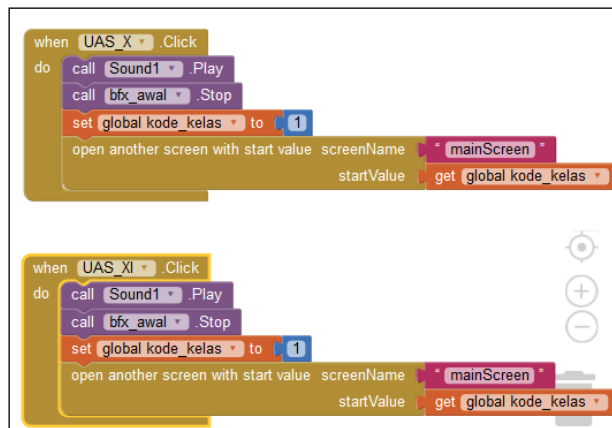 when UAS_X .Click
do call Sound1 .Play
call bfx_awal .Stop
set global kode_kelas to 1
open another screen with start value screenName " mainScreen "
startValue get global kode_kelas
when UAS_XI .Click
do call Sound1 .Play
call bfx_awal .Stop
set global kode_kelas to 1
open another screen with start value screenName " mainScreen "
startValue get global kode_kelas